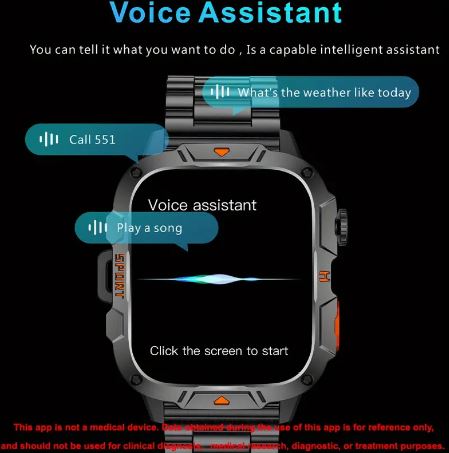 Voice Assistant
You can tell it what you want to do , Is a capable intelligent assistant
What's the weather like today
Call 551
Voice assistant
Play a song
SPORT
H
Click the screen to start
This app is not a medical device. Data obtained during the use of this app is for reference only,
and should not be used for clinical diagnosis, medical research, diagnostic, or treatment purposes.